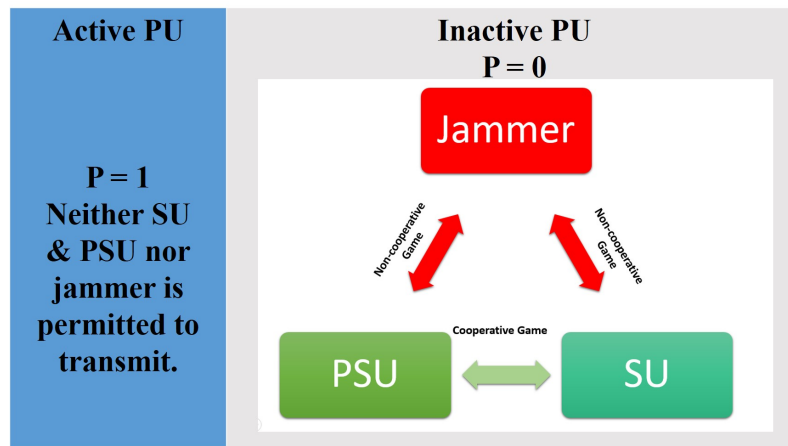 Active PU
P = 1
Neither SU
& PSU nor
jammer is
permitted to
transmit.
Inactive PU
P = 0
Jammer
Non-cooperative
Game
Non-cooperative
Game
Cooperative Game
PSU
SU